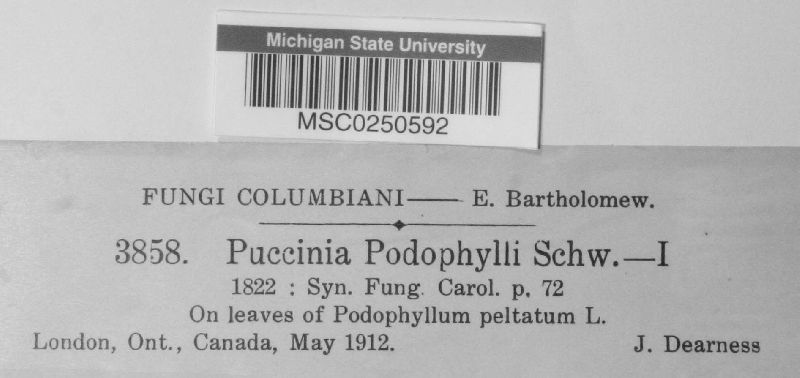 Michigan State University
MSC0250592
FUNGI COLUMBIANI—— E. Bartholomew.
3858. Puccinia Podophylli Schw.—I
1822 : Syn. Fung. Carol. p. 72
On leaves of Podophyllum peltatum L.
London, Ont., Canada, May 1912. J. Dearness